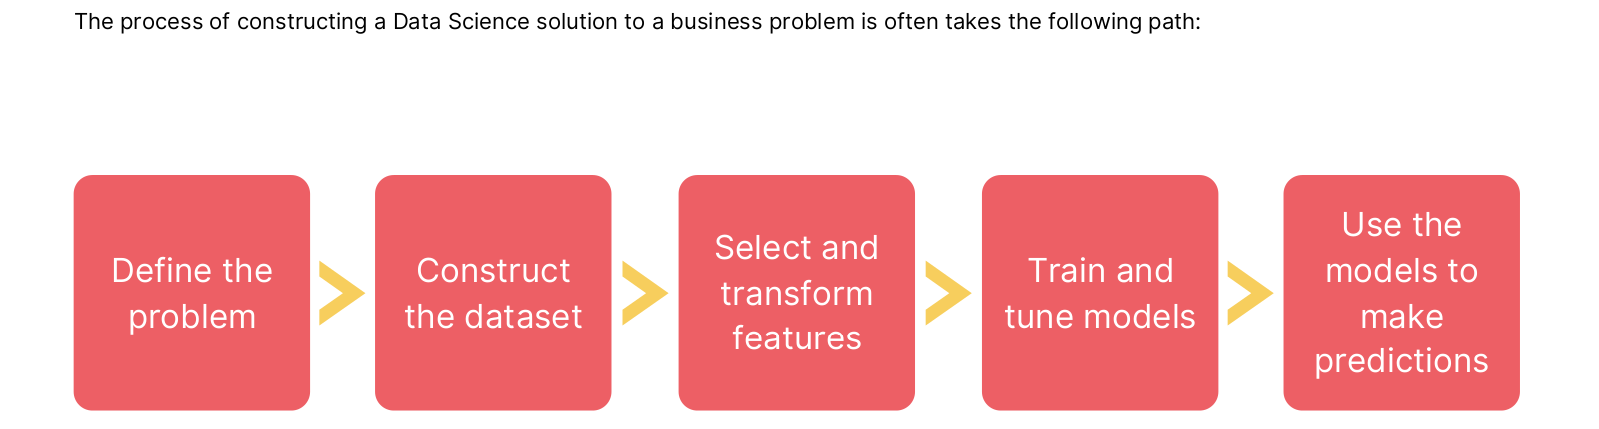 The process of constructing a Data Science solution to a business problem is often takes the following path:
Define the
problem
Construct
the dataset
Select and
transform
features
Train and
tune models
Use the
models to
make
predictions